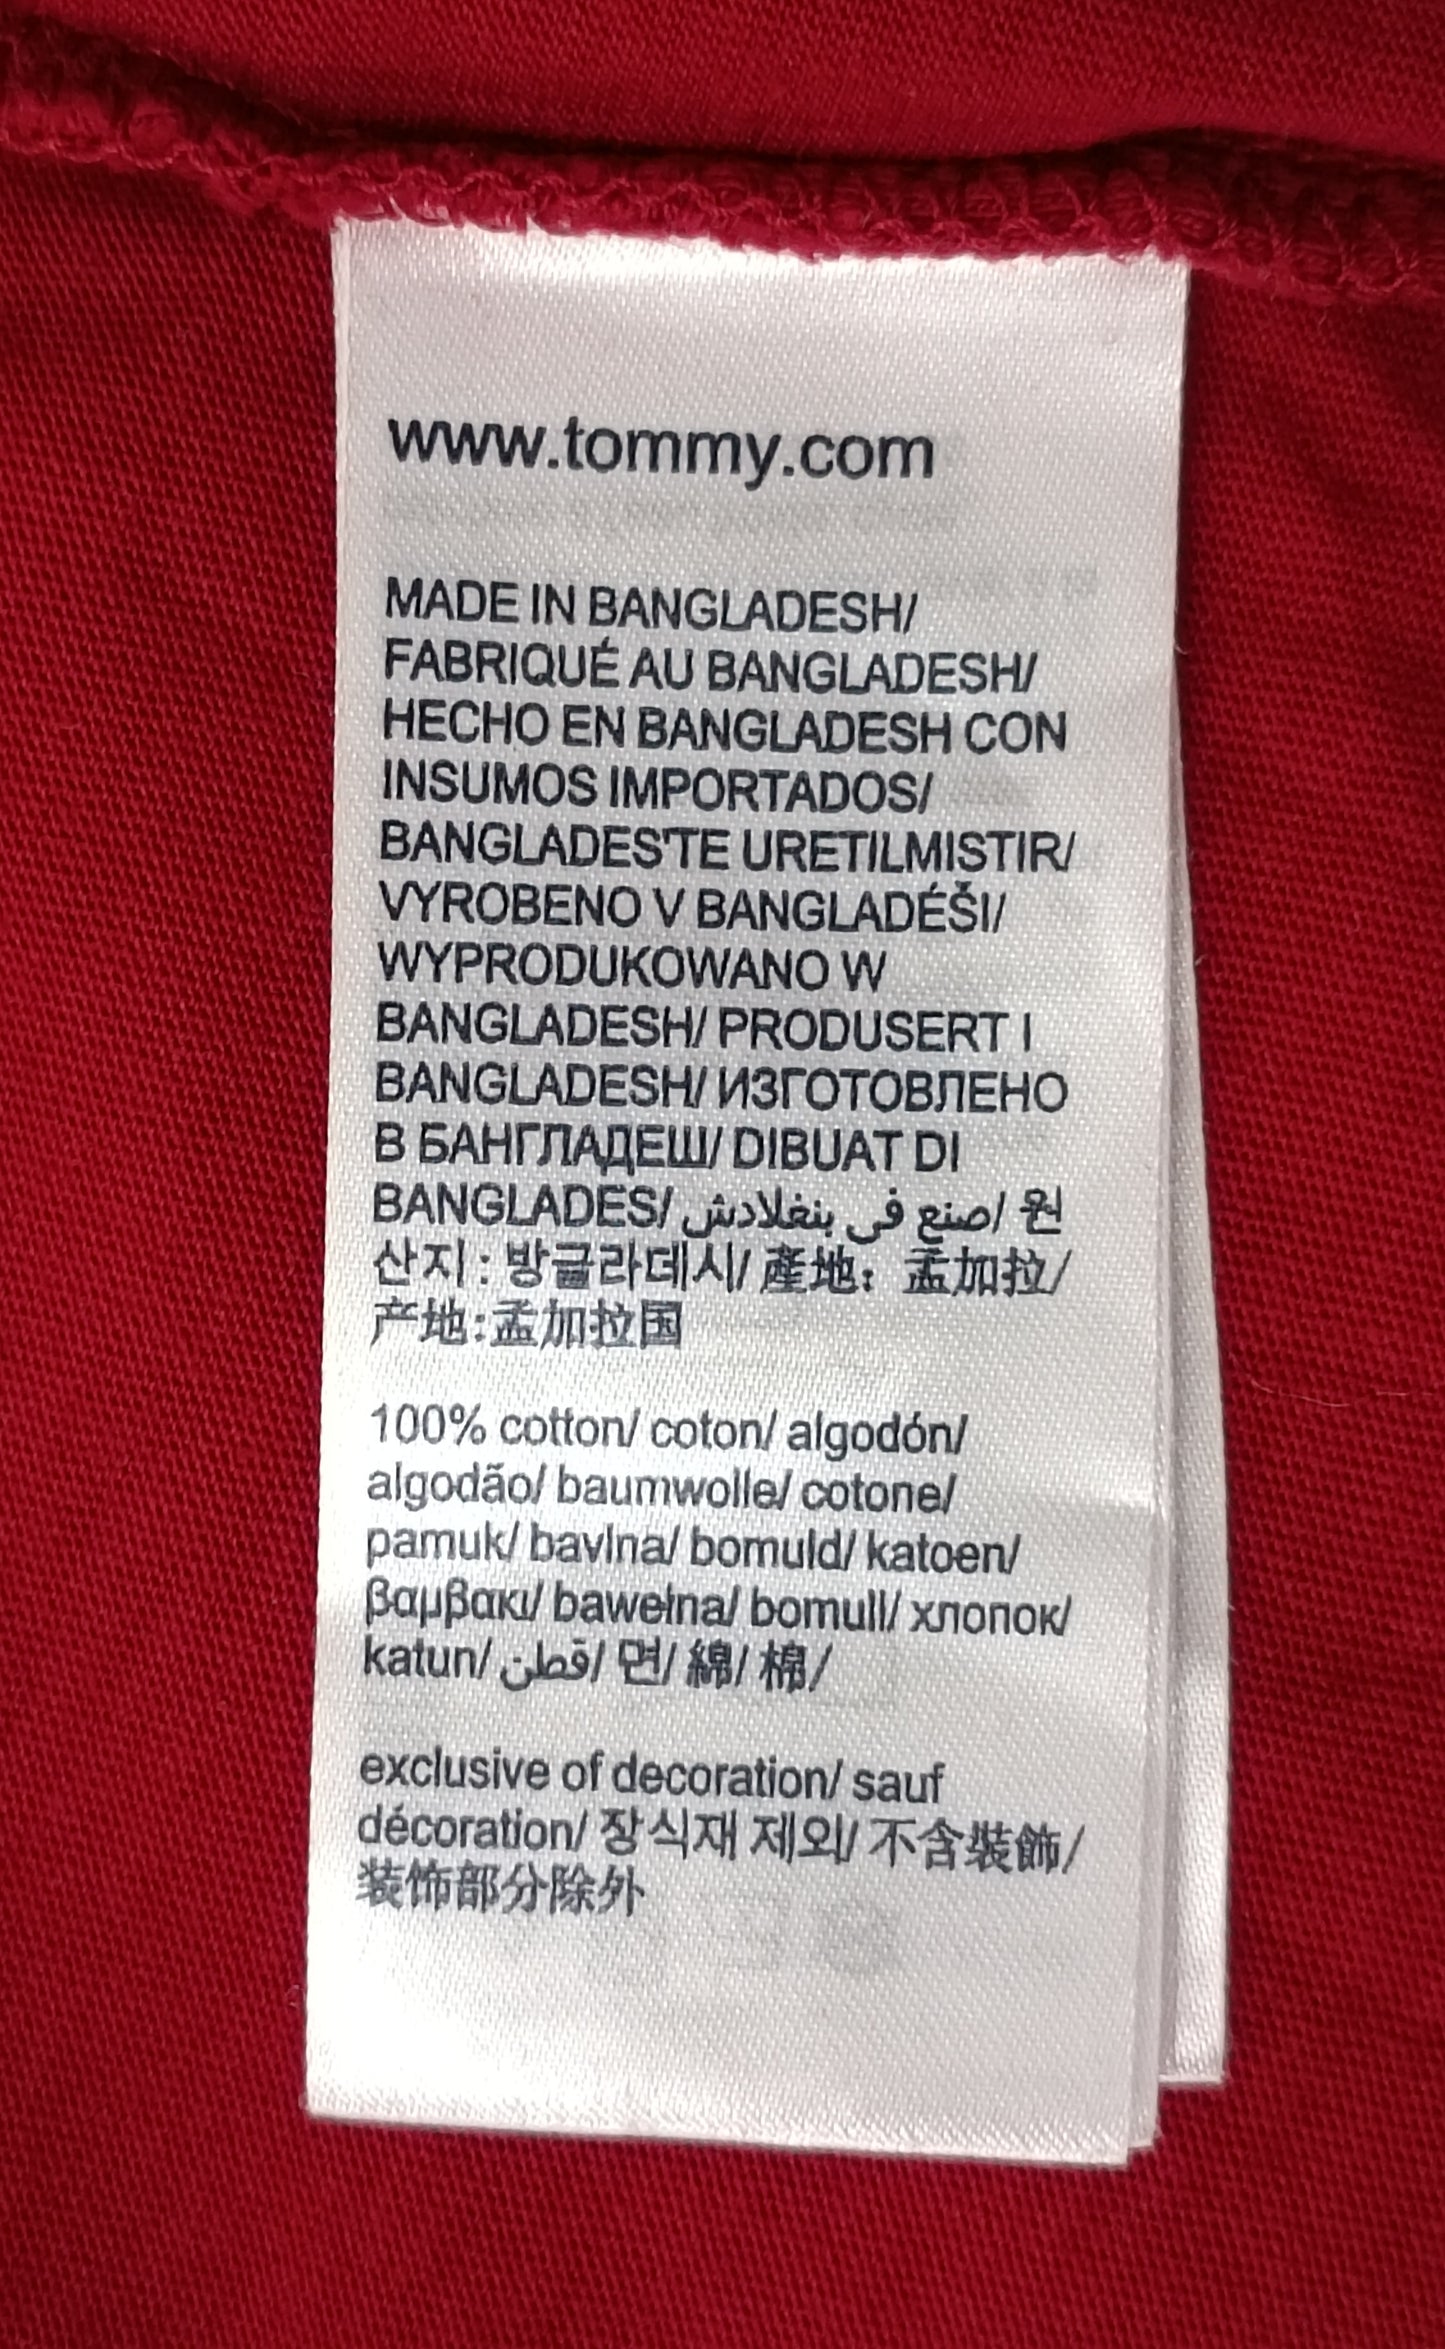 www.tommy.com
MADE IN BANGLADESH/
FABRIQUÉ AU BANGLADESH/
HECHO EN BANGLADESH CON
INSUMOS IMPORTADOS/
BANGLADES'TE URETILMISTIR/
VYROBENO V BANGLADÉŠI/
WYPRODUKOWANO W
BANGLADESH/ PRODUSERT I
BANGLADESH/ ИЗГОТОВЛЕНО
В БАНГЛАДЕШ/ DIBUAT DI
BANGLADES/ صنع في بنغلادش/ 원
산지 : 방글라데시/ 產地：孟加拉/
产地:孟加拉国
100% cotton/ coton/ algodón/
algodão/ baumwolle/ cotone/
pamuk/ bavlna/ bomuld/ katoen/
βαμβακι/ bawełna/ bomull/ хлопок/
katun/ قطن/ 면/ 綿/ 棉/
exclusive of decoration/ sauf
décoration/ 장식재 제외/ 不含裝飾/
装饰部分除外